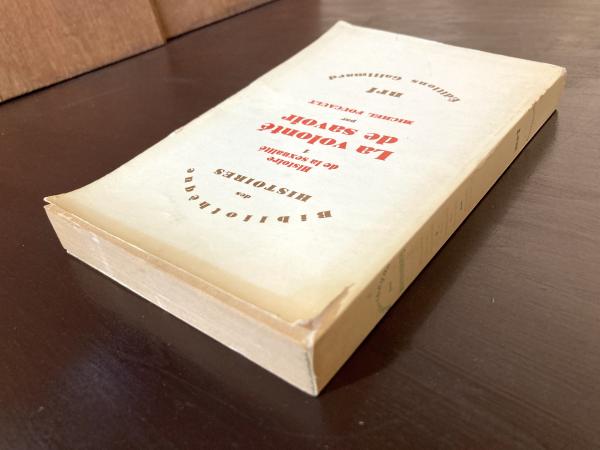 Bibliothèque
des
HISTOIRES
Histoire
de la sexualité
1
La volonté
de savoir
par
MICHEL FOUCAULT
nrf
Éditions Gallimard